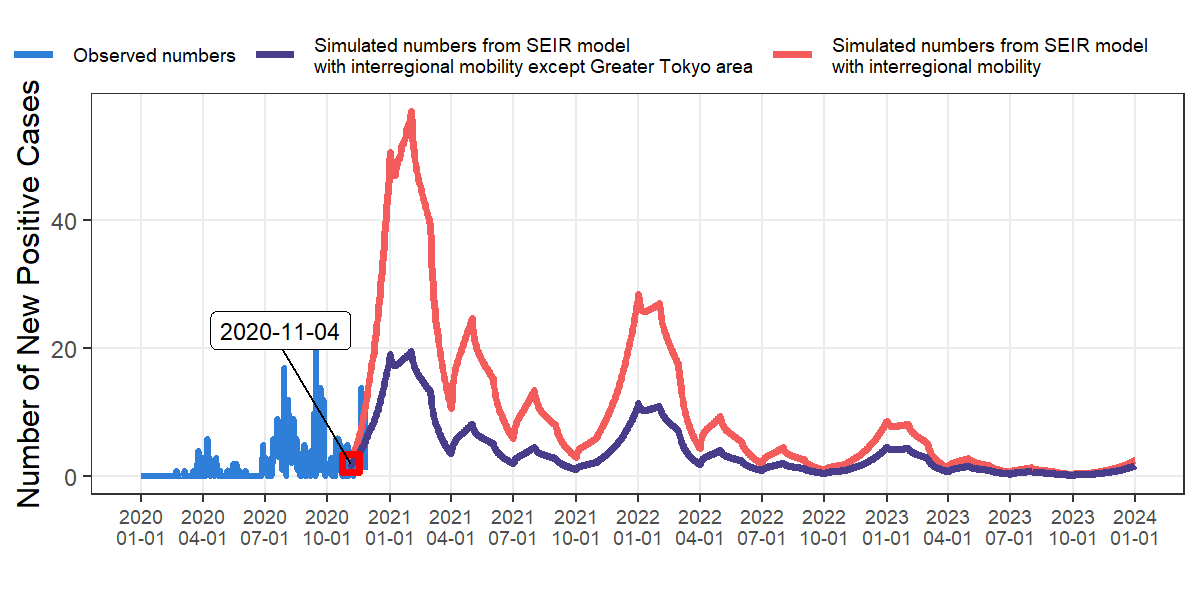 Observed numbers
Simulated numbers from SEIR model
with interregional mobility except Greater Tokyo area
Simulated numbers from SEIR model
with interregional mobility
Number of New Positive Cases
40
20
0
2020-11-04
2020 2020 2020 2020 2021 2021 2021 2021 2022 2022 2022 2022 2023 2023 2023 2023 2024
01-01 04-01 07-01 10-01 01-01 04-01 07-01 10-01 01-01 04-01 07-01 10-01 01-01 04-01 07-01 10-01 01-01